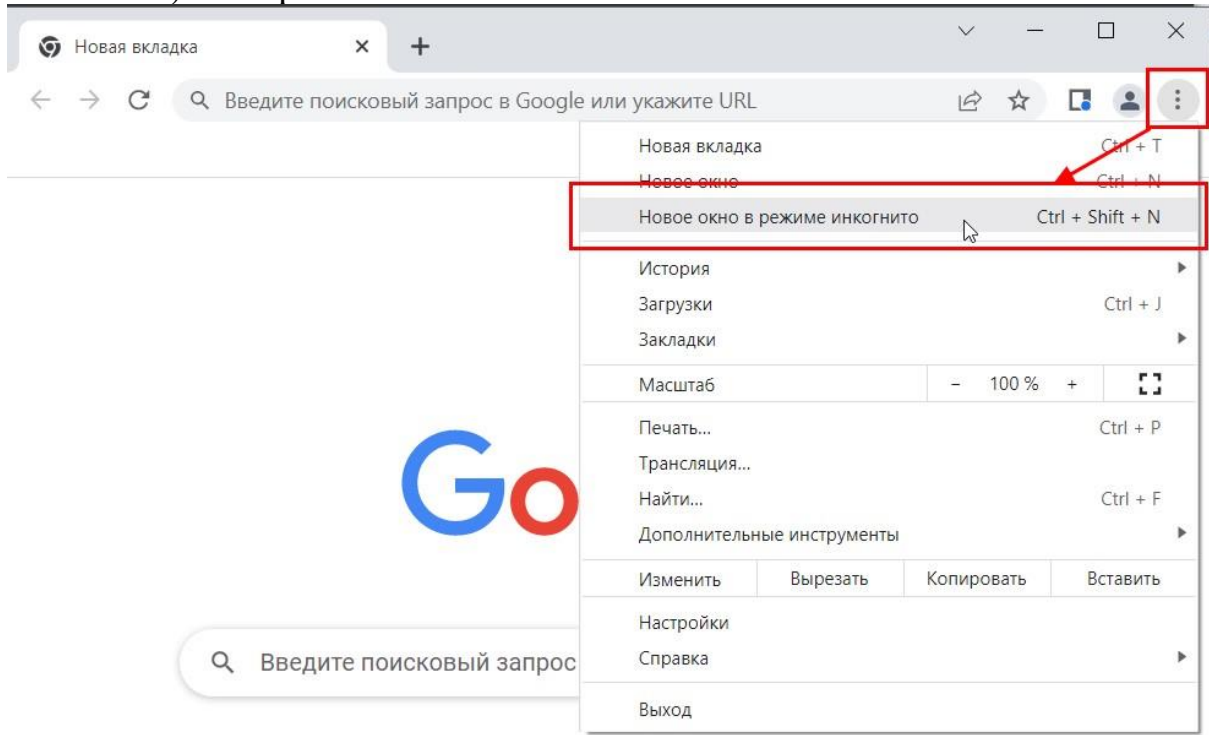 Новая вкладка
Введите поисковый запрос в Google или укажите URL
Новая вкладка Ctrl + T
Новое окно Ctrl + N
Новое окно в режиме инкогнито Ctrl + Shift + N
История
Загрузки Ctrl + J
Закладки
Масштаб - 100 % +
Печать... Ctrl + P
Трансляция...
Go
Найти... Ctrl + F
Дополнительные инструменты
Изменить Вырезать Копировать Вставить
Настройки
Введите поисковый запрос
Справка
Выход